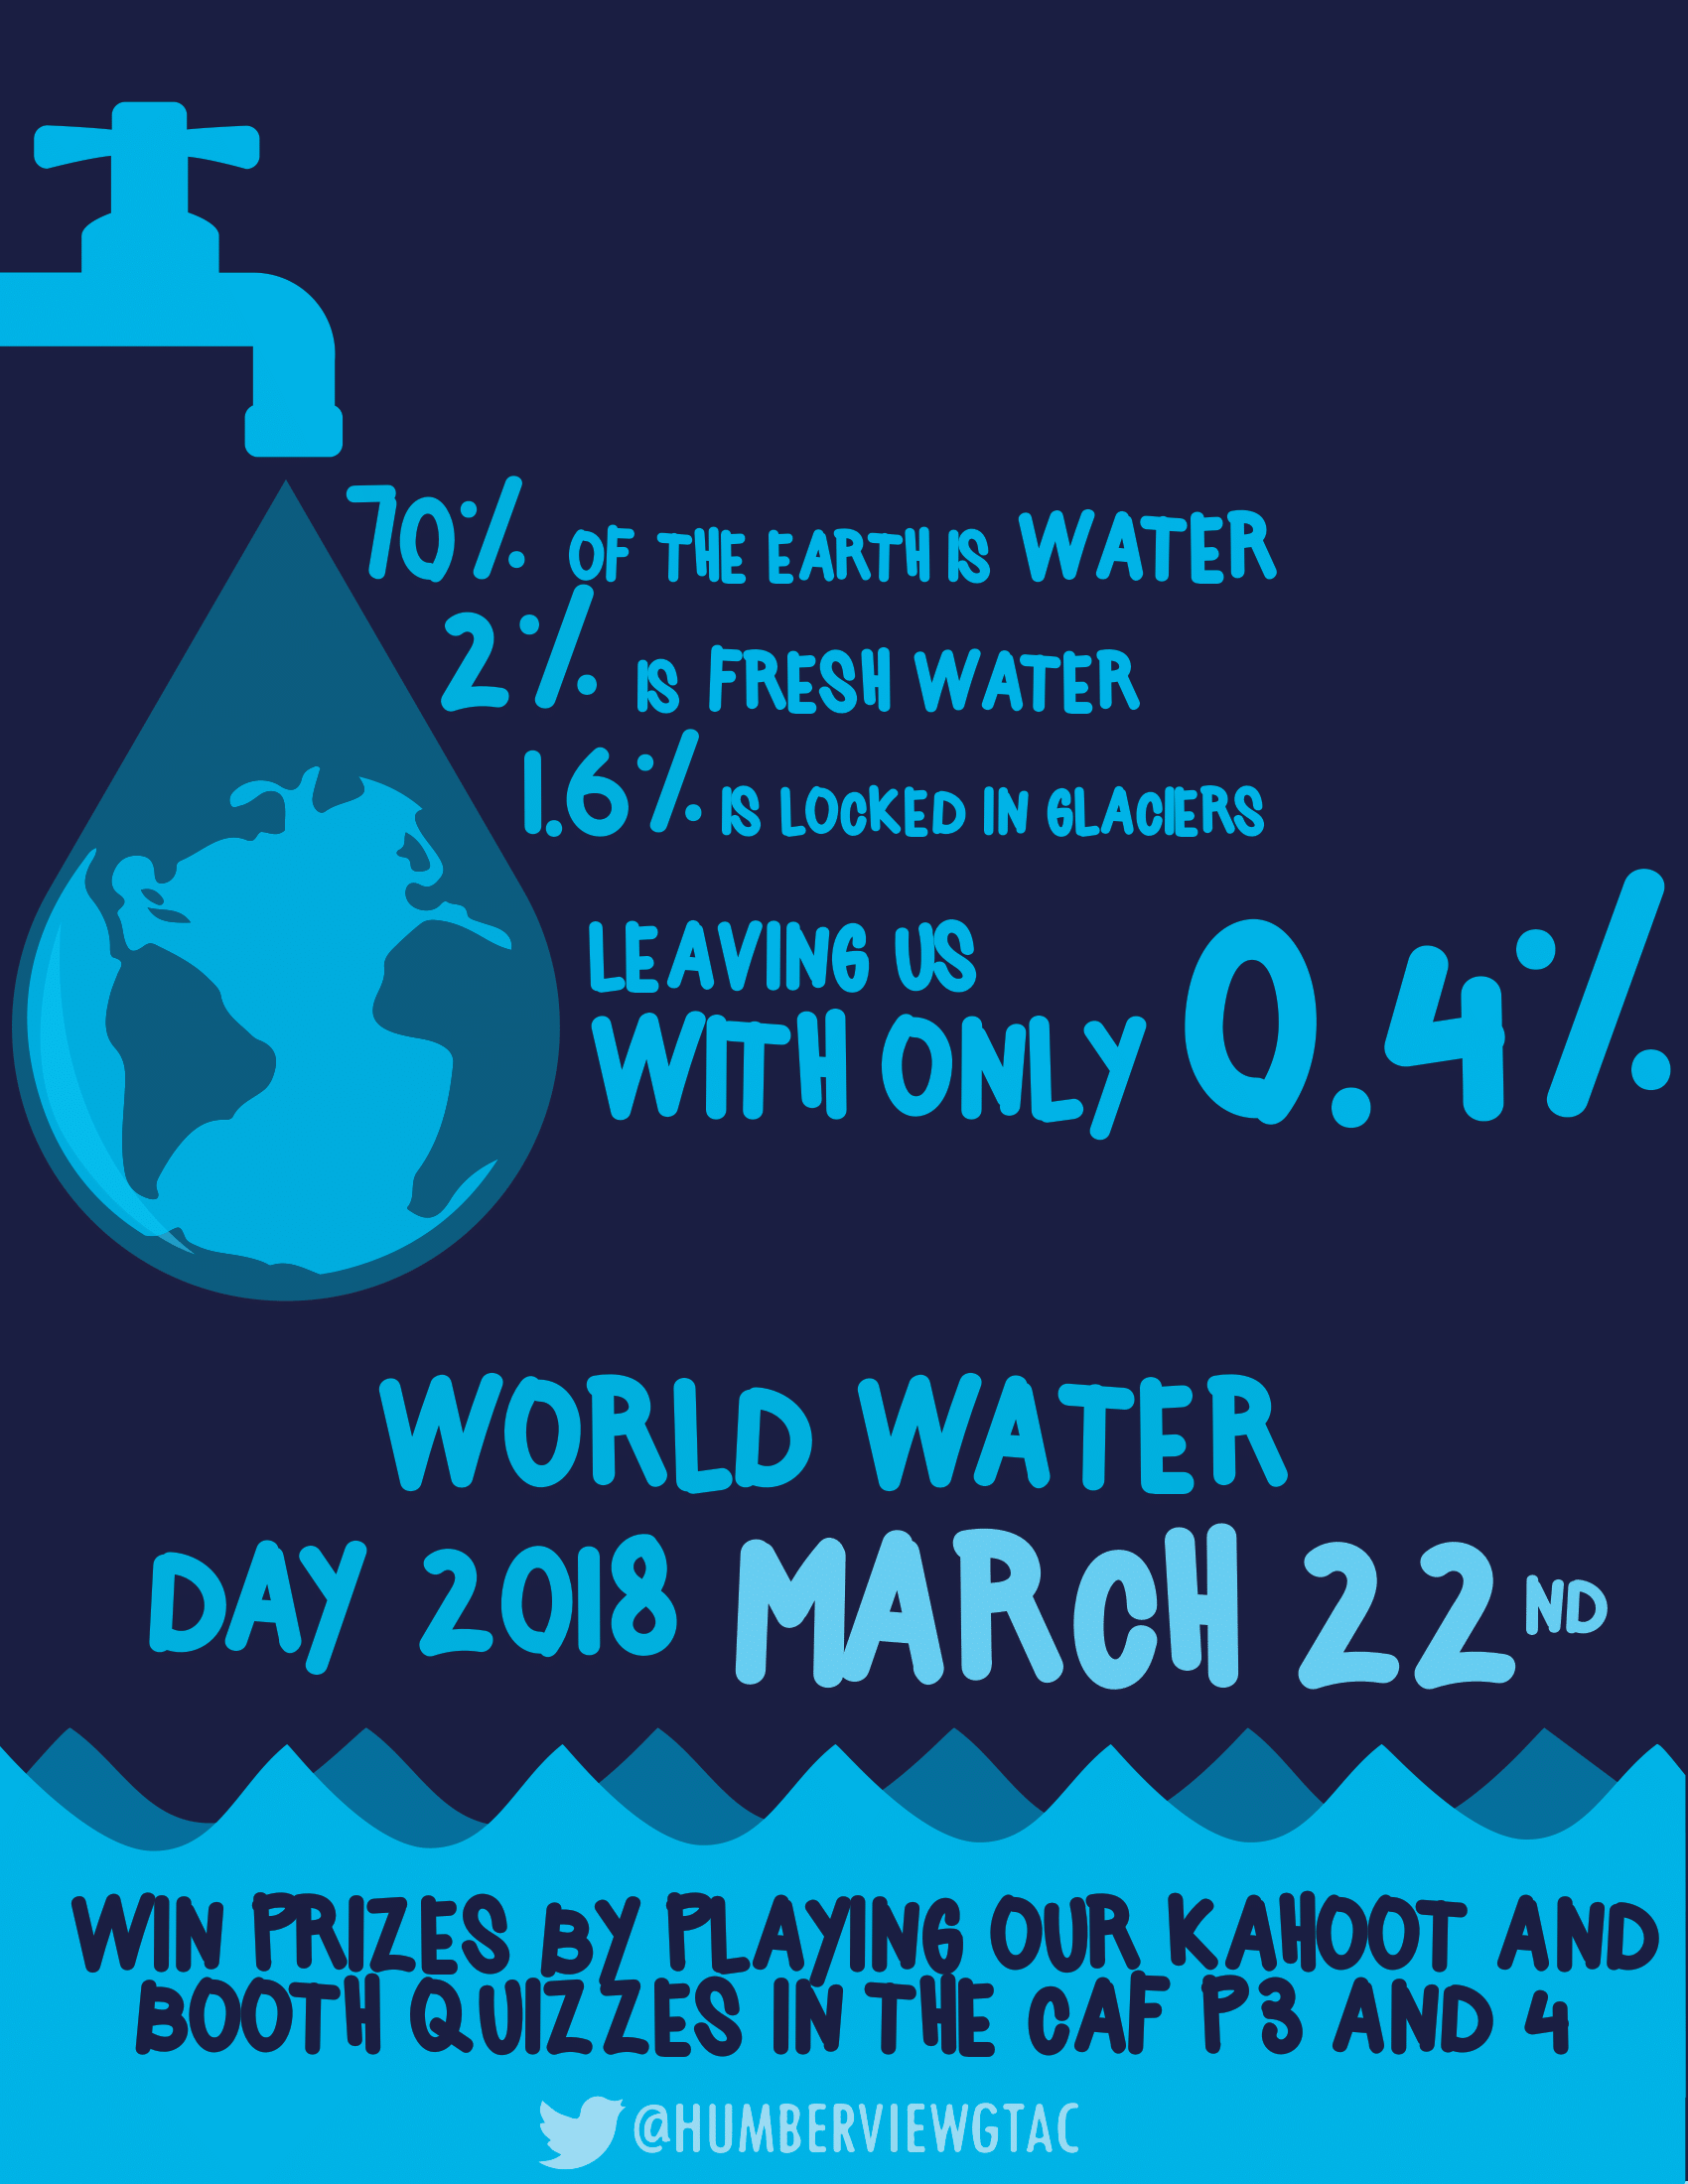 70% OF THE EARTH IS WATER
2% IS FRESH WATER
1.6% IS LOCKED IN GLACIERS
LEAVING US
WITH ONLY 0.4%
WORLD WATER
DAY 2018 MARCH 22ND
WIN PRIZES BY PLAYING OUR KAHOOT AND
BOOTH QUIZZES IN THE CAF P3 AND 4
@HUMBERVIEWGTAC